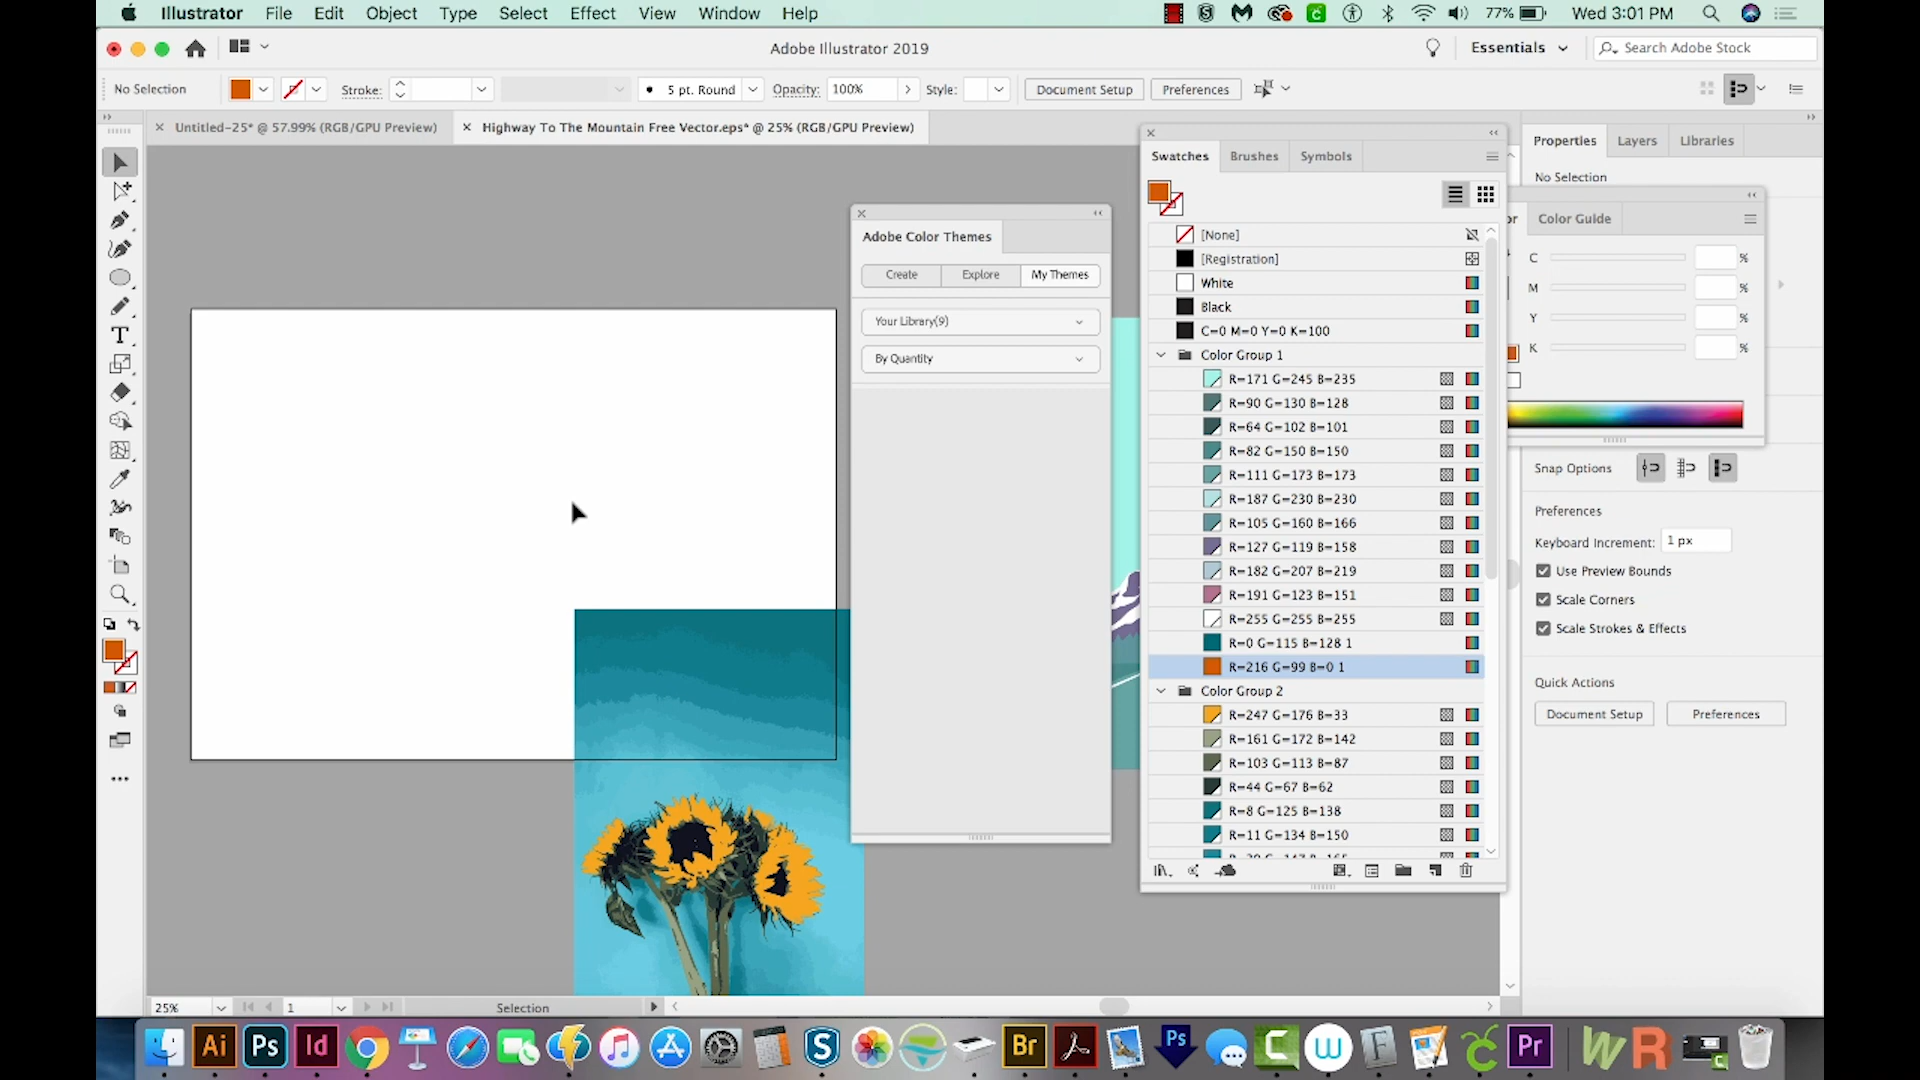 Illustrator File Edit Object Type Select Effect View Window Help 77% Wed 3:01 PM
Adobe Illustrator 2019 Essentials Search Adobe Stock
No Selection Stroke: 5 pt. Round Opacity: 100% Style: Document Setup Preferences
Untitled-25* @ 57.99% (RGB/GPU Preview) Highway To The Mountain Free Vector.eps* @ 25% (RGB/GPU Preview)
Properties Layers Libraries
Swatches Brushes Symbols
No Selection
or Color Guide
Adobe Color Themes
Create Explore My Themes
Your Library(9)
By Quantity
[None]
[Registration]
White
Black
C=0 M=0 Y=0 K=100
Color Group 1
R=171 G=245 B=235
R=90 G=130 B=128
R=64 G=102 B=101
R=82 G=150 B=150
R=111 G=173 B=173
R=187 G=230 B=230
R=105 G=160 B=166
R=127 G=119 B=158
R=182 G=207 B=219
R=191 G=123 B=151
R=255 G=255 B=255
R=0 G=115 B=128 1
R=216 G=99 B=0 1
Color Group 2
R=247 G=176 B=33
R=161 G=172 B=142
R=103 G=113 B=87
R=44 G=67 B=62
R=8 G=125 B=138
R=11 G=134 B=150
C %
M %
Y %
K %
Snap Options
Preferences
Keyboard Increment: 1 px
Use Preview Bounds
Scale Corners
Scale Strokes & Effects
Quick Actions
Document Setup Preferences
25% 1 Selection
Ai Ps Id Br Ps Pr